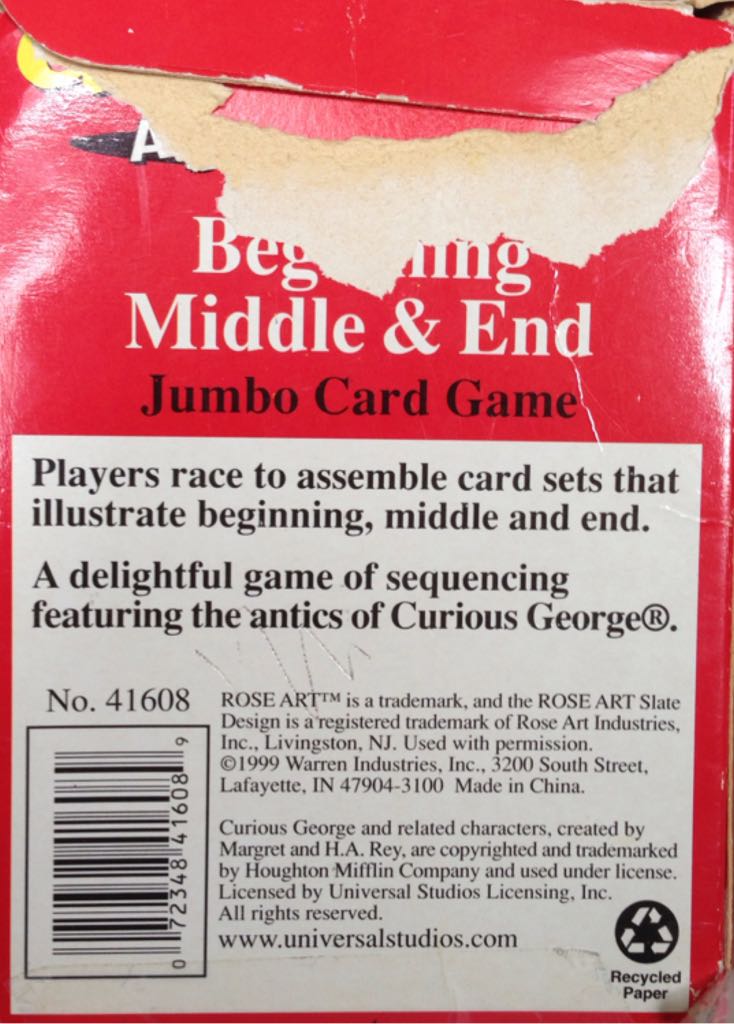 Middle & End
Jumbo Card Game
Players race to assemble card sets that
illustrate beginning, middle and end.
A delightful game of sequencing
featuring the antics of Curious George®.
No. 41608
0 72348 41608 9
ROSE ART™ is a trademark, and the ROSE ART Slate
Design is a registered trademark of Rose Art Industries,
Inc., Livingston, NJ. Used with permission.
©1999 Warren Industries, Inc., 3200 South Street,
Lafayette, IN 47904-3100 Made in China.
Curious George and related characters, created by
Margret and H.A. Rey, are copyrighted and trademarked
by Houghton Mifflin Company and used under license.
Licensed by Universal Studios Licensing, Inc.
All rights reserved.
www.universalstudios.com
Recycled
Paper